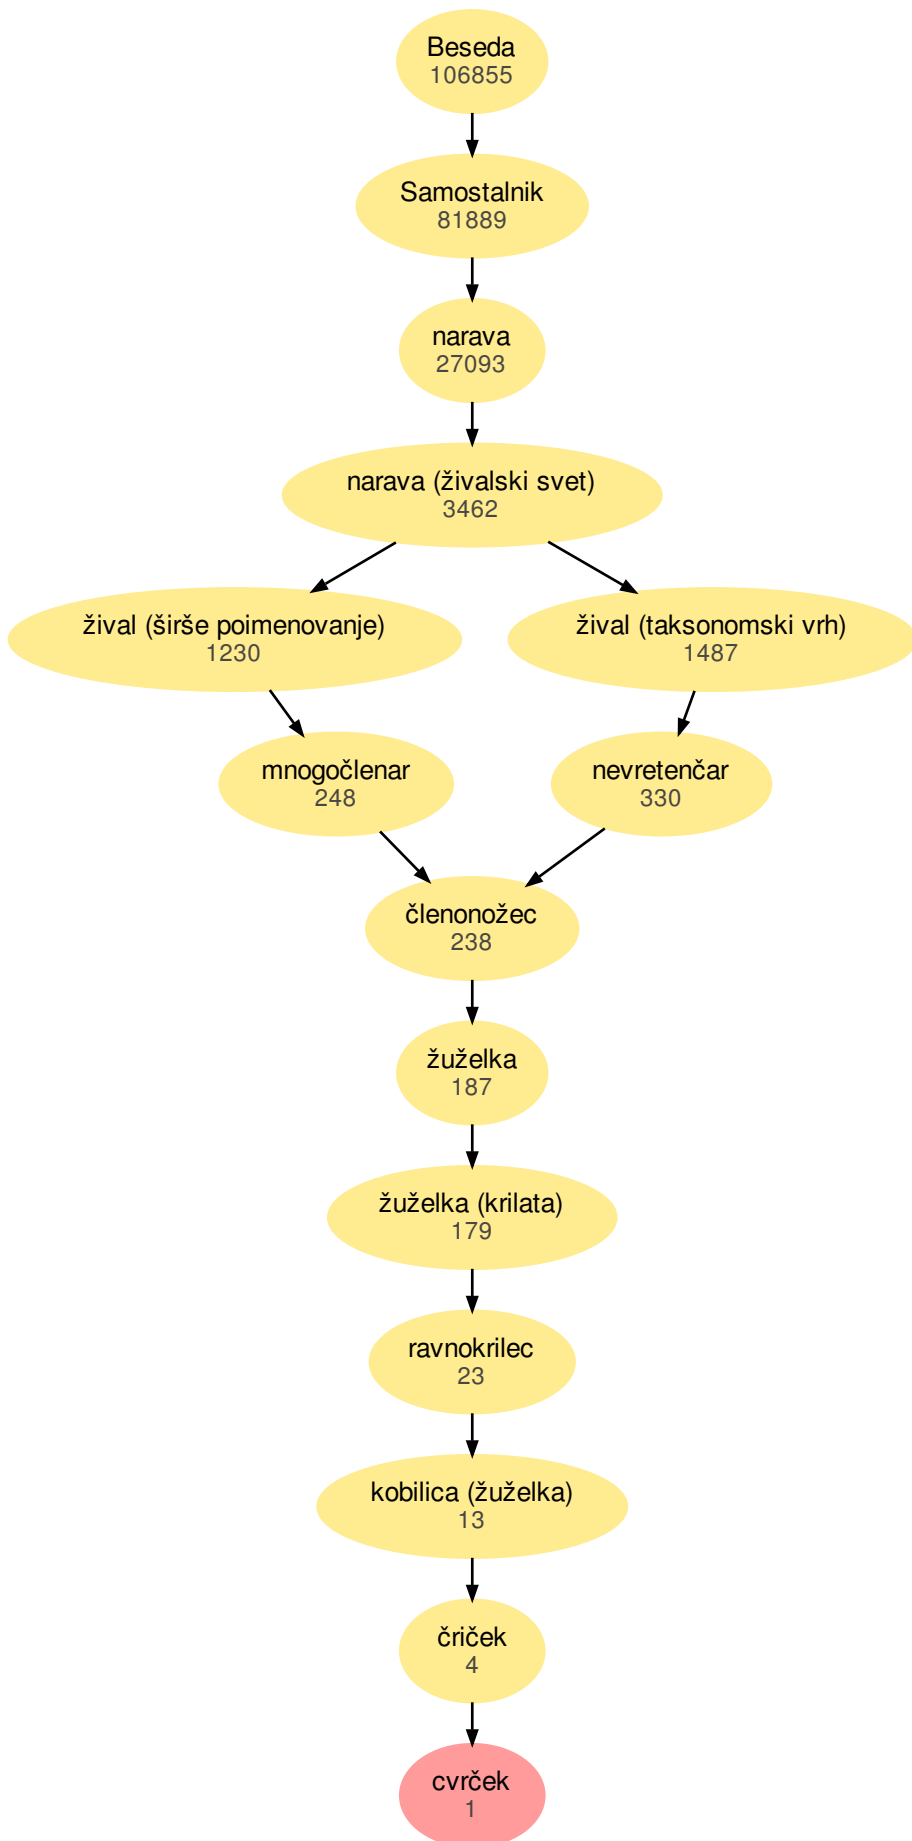 Beseda
106855
Samostalnik
81889
narava
27093
narava (živalski svet)
3462
žival (širše poimenovanje)
1230
žival (taksonomski vrh)
1487
mnogočlenar
248
nevretenčar
330
členonožec
238
žuželka
187
žuželka (krilata)
179
ravnokrilec
23
kobilica (žuželka)
13
čriček
4
cvrček
1